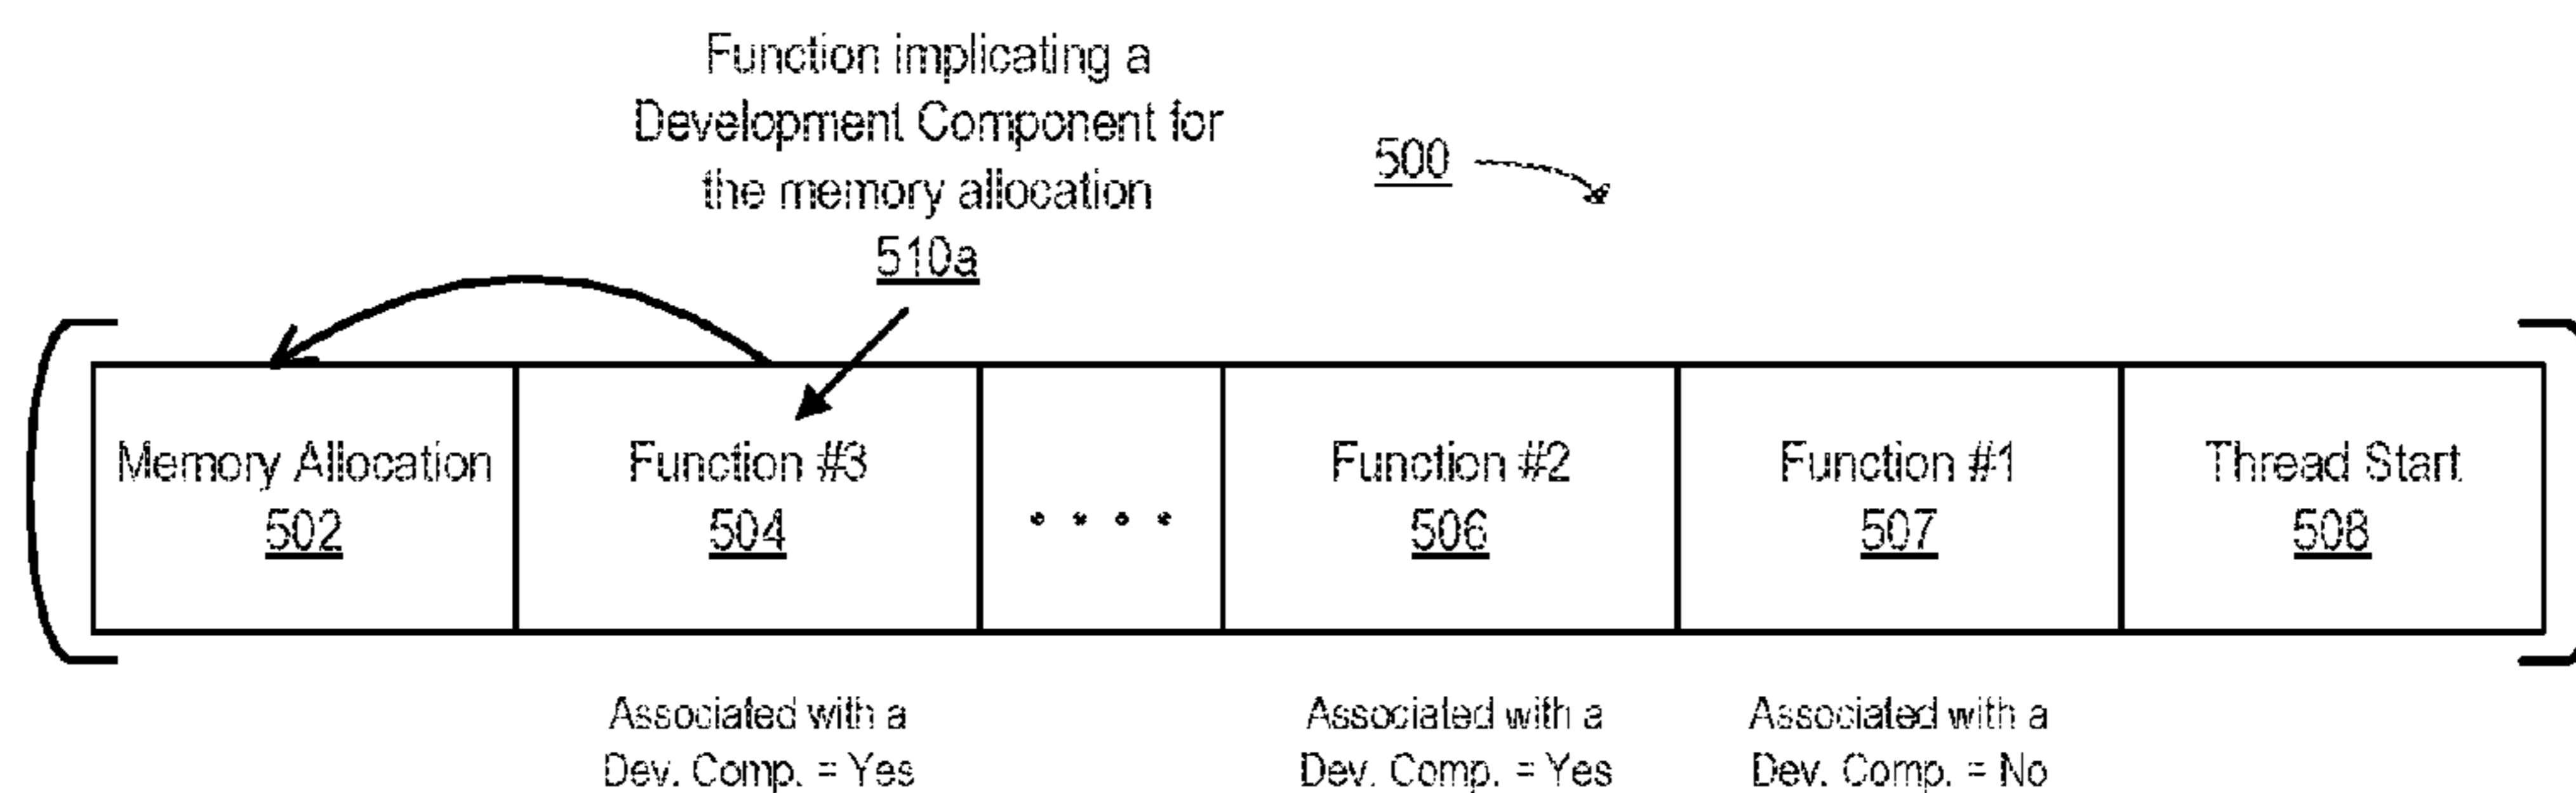 Function implicating a
Development Component for
the memory allocation
510a
500
Memory Allocation
502
Function #3
504
Function #2
506
Function #1
507
Thread Start
508
Associated with a
Dev. Comp. = Yes
Associated with a
Dev. Comp. = Yes
Associated with a
Dev. Comp. = No